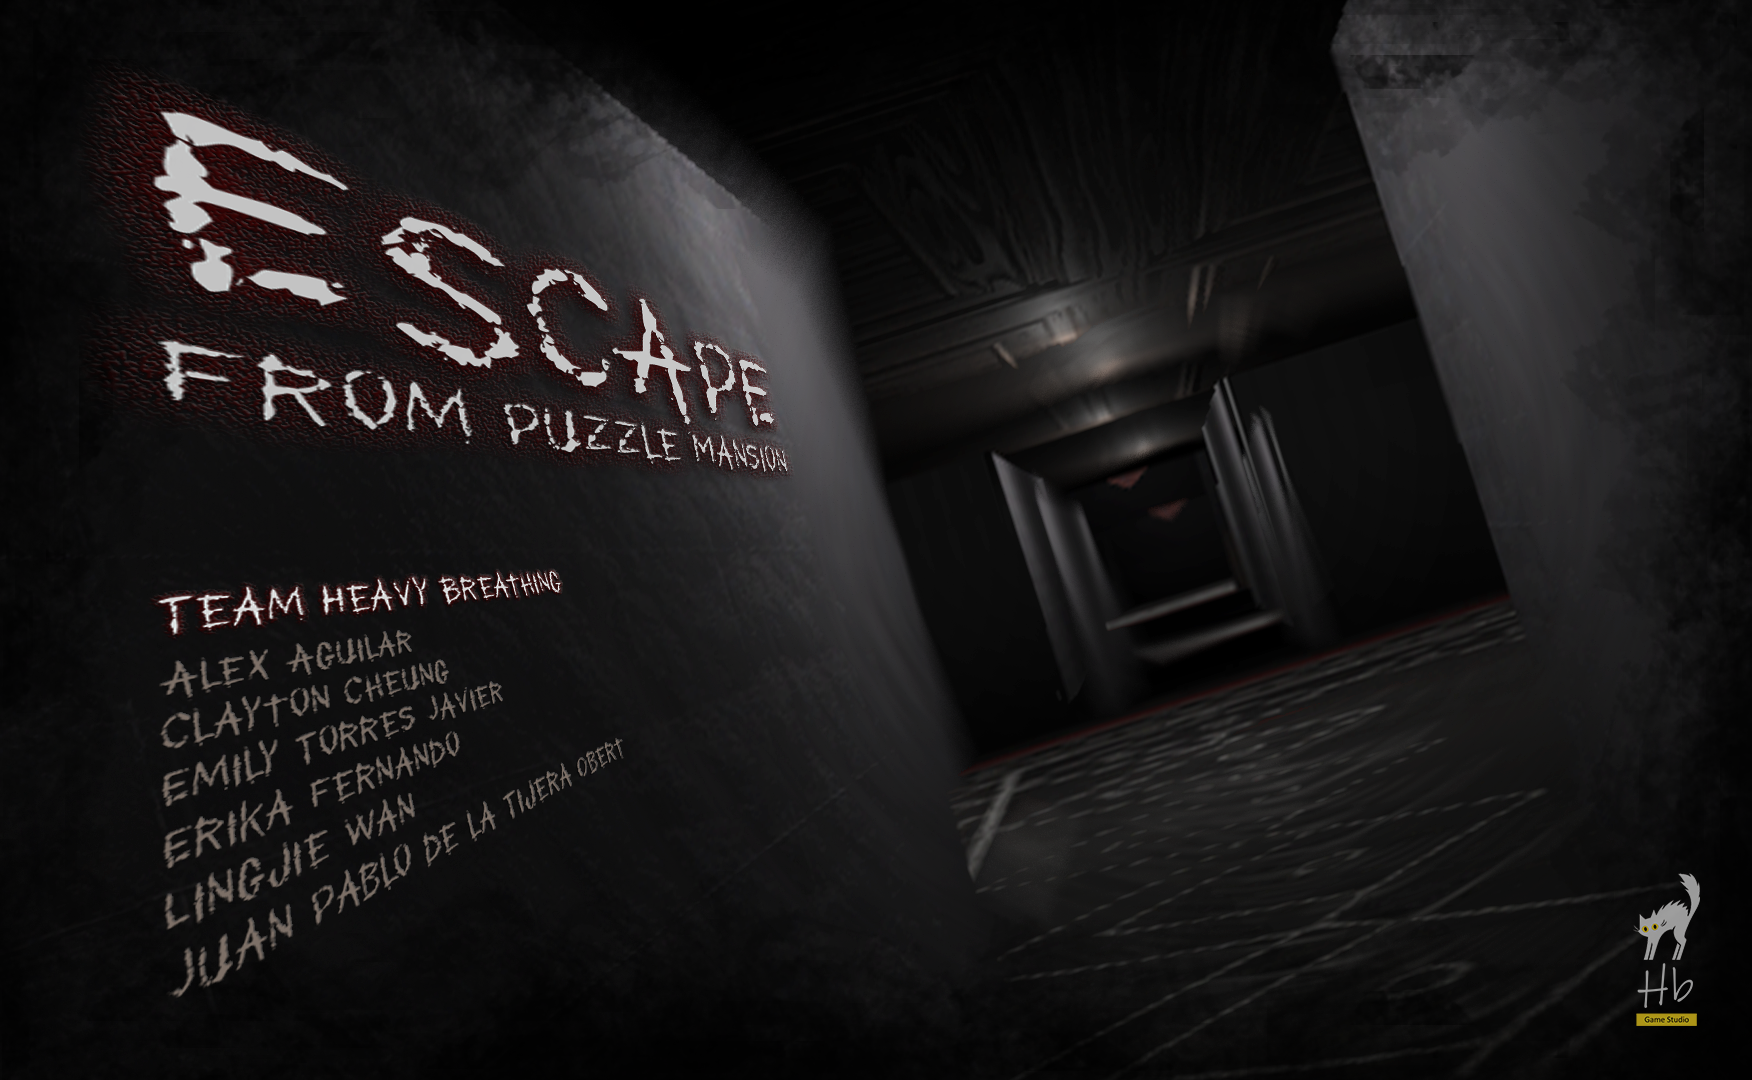 ESCAPE
FROM PUZZLE MANSION
TEAM HEAVY BREATHING
ALEX AGUILAR
CLAYTON CHEUNG
EMILY TORRES JAVIER
ERIKA FERNANDO
LINGJIE WAN
JUAN PABLO DE LA TIJERA OBERT
Hb
Game Studio